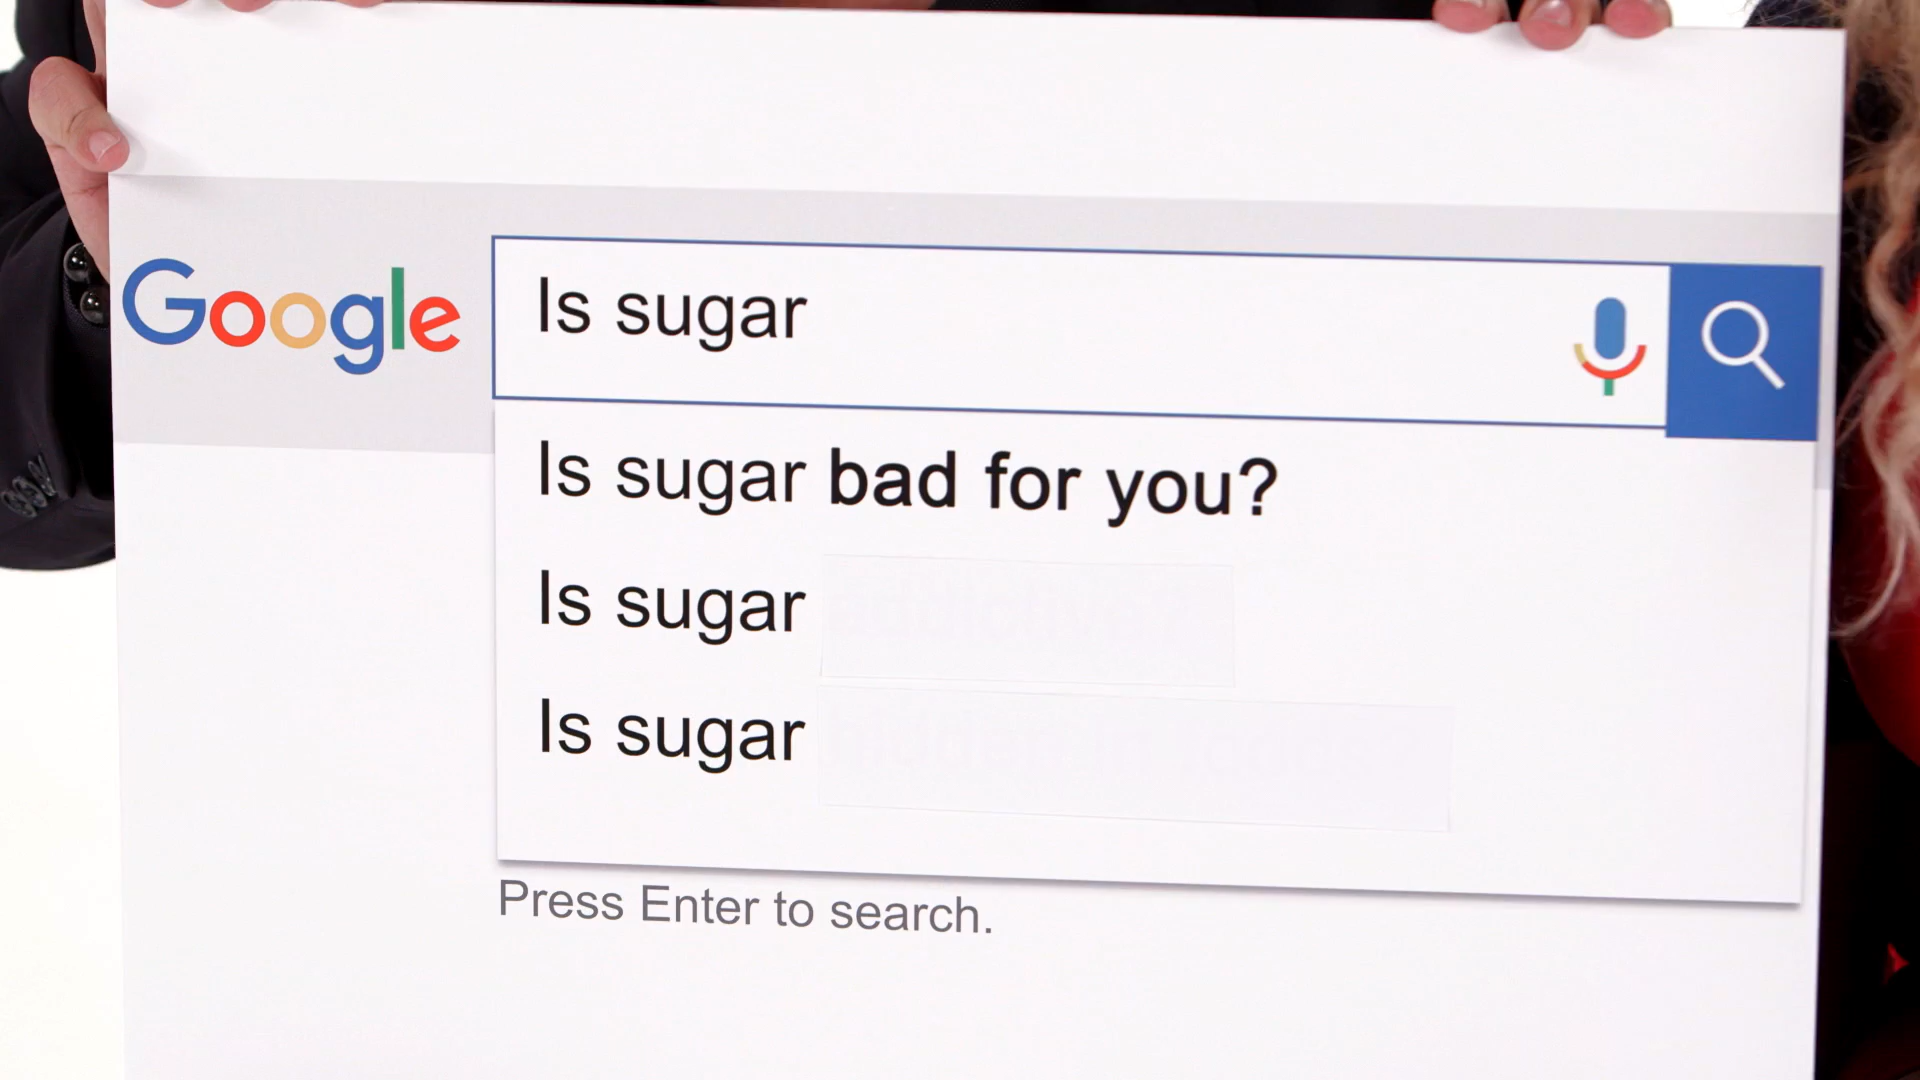 Google
Is sugar
Is sugar bad for you?
Is sugar
Is sugar
Press Enter to search.